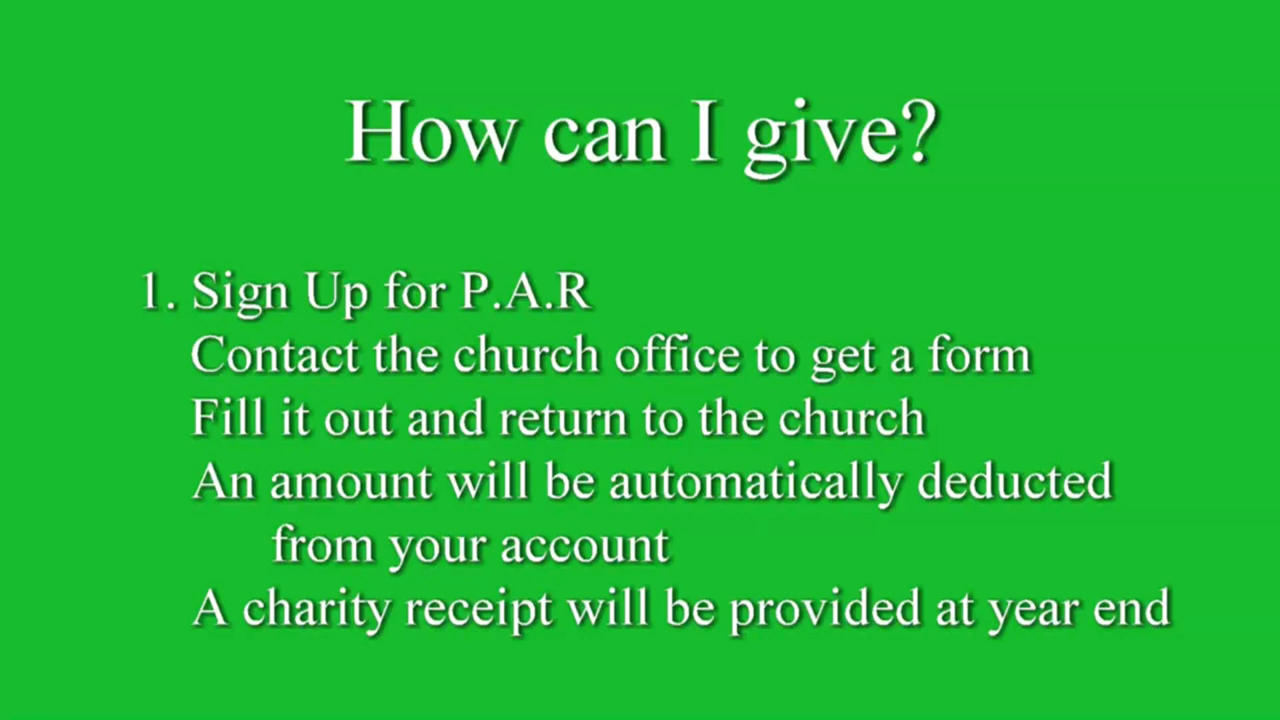 How can I give?
1. Sign Up for P.A.R
Contact the church office to get a form
Fill it out and return to the church
An amount will be automatically deducted
from your account
A charity receipt will be provided at year end